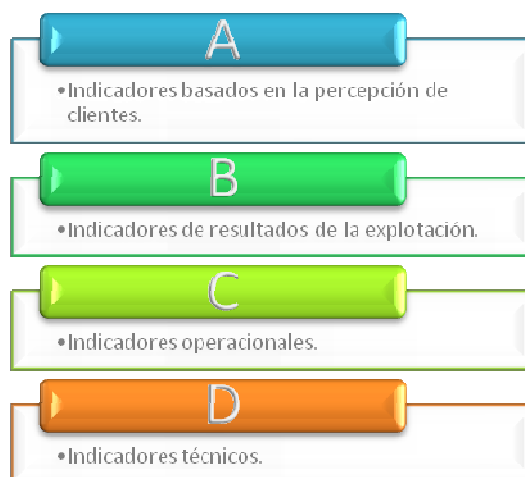 A
•Indicadores basados en la percepción de
clientes.
B
•Indicadores de resultados de la explotación.
C
•Indicadores operacionales.
D
•Indicadores técnicos.